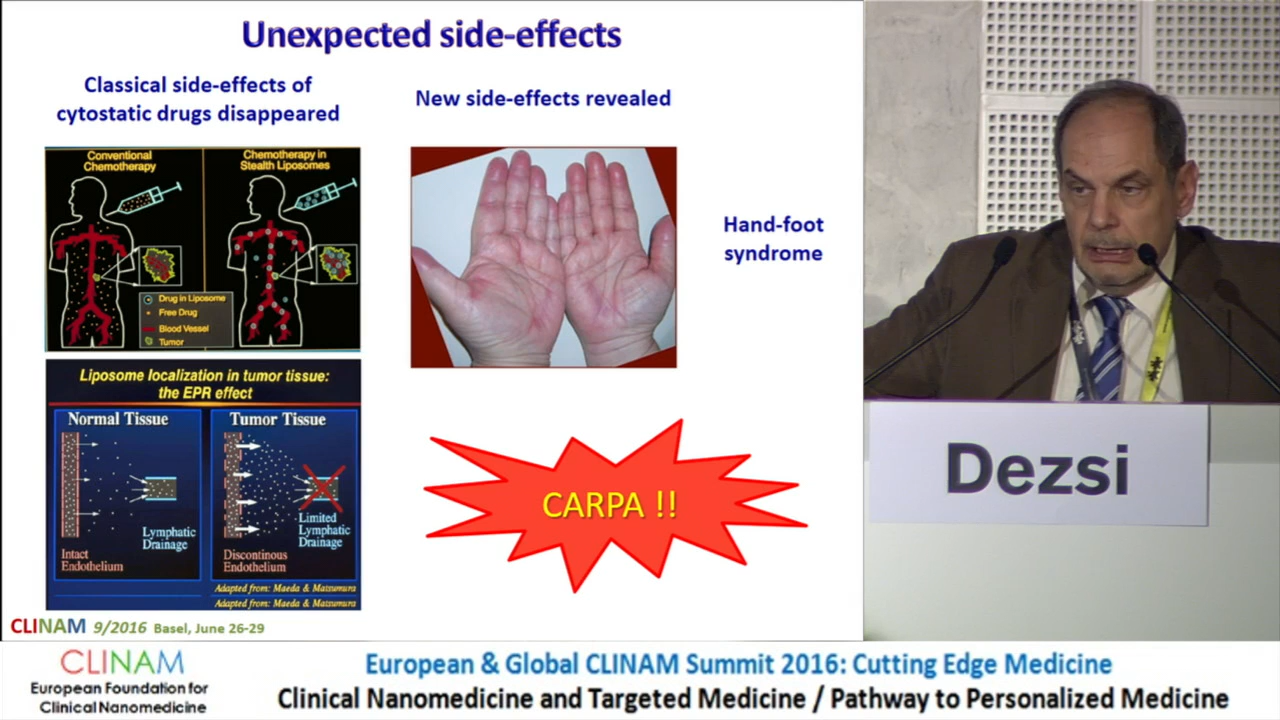 Unexpected side-effects
Classical side-effects of
cytostatic drugs disappeared
New side-effects revealed
Conventional
Chemotherapy
Chemotherapy in
Stealth Liposomes
Drug in Liposome
Free Drug
Blood Vessel
Tumor
Hand-foot
syndrome
Liposome localization in tumor tissue:
the EPR effect
Normal Tissue
Tumor Tissue
Lymphatic
Drainage
Intact
Endothelium
Limited
Lymphatic
Drainage
Discontinous
Endothelium
Adapted from: Maeda & Matsumura
Adapted from: Maeda & Matsumura
CARPA !!
CLINAM 9/2016 Basel, June 26-29
Dezsi
CLINAM
European Foundation for
Clinical Nanomedicine
European & Global CLINAM Summit 2016: Cutting Edge Medicine
Clinical Nanomedicine and Targeted Medicine / Pathway to Personalized Medicine